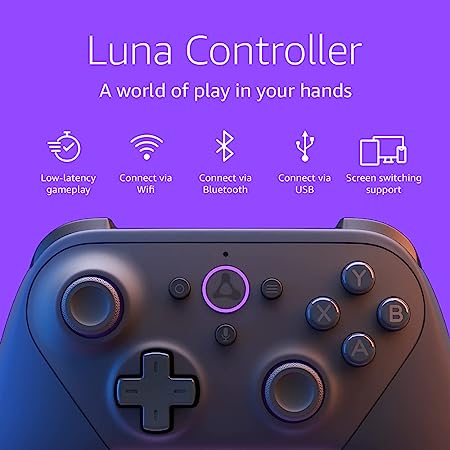 Luna Controller
A world of play in your hands
Low-latency
gameplay
Connect via
Wifi
Connect via
Bluetooth
Connect via
USB
Screen switching
support
Y
X
B
A